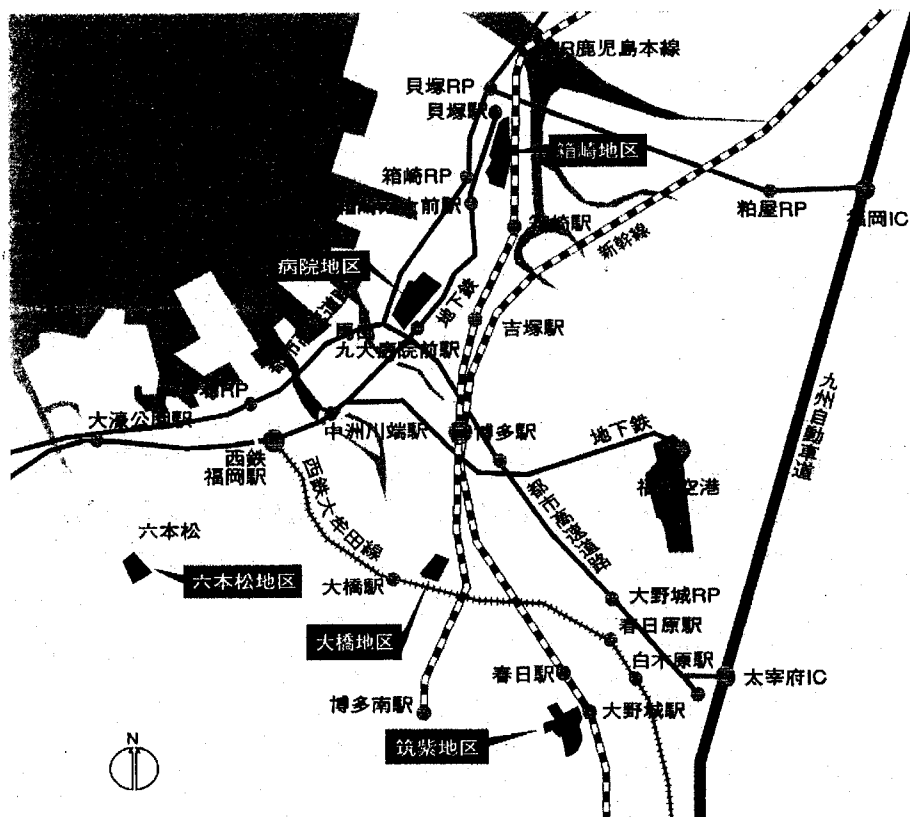 JR鹿児島本線
貝塚RP
貝塚駅
箱崎地区
箱崎RP
粕屋RP
福岡IC
新幹線
病院地区
地下鉄
吉塚駅
九大病院前駅
大濠公園駅
中洲川端駅
博多駅
地下鉄
九州自動車道
西鉄
福岡駅
西鉄大牟田線
都市高速道路
六本松
六本松地区
大橋駅
大野城RP
春日原駅
大橋地区
白木原駅
春日駅
太宰府IC
博多南駅
大野城駅
筑紫地区
N